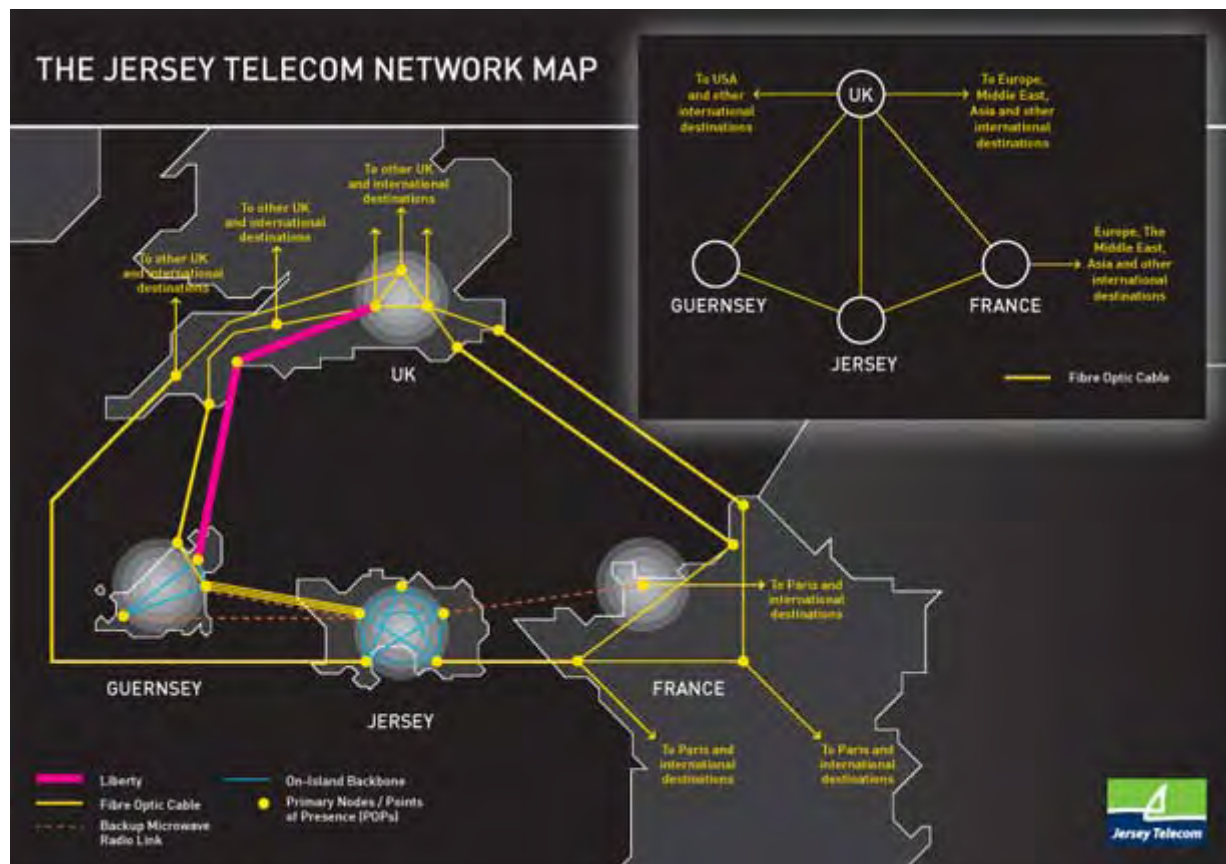 THE JERSEY TELECOM NETWORK MAP
To USA
and other
international
destinations
UK
To Europe,
Middle East,
Asia and other
international
destinations
GUERNSEY
JERSEY
FRANCE
Europe, The
Middle East,
Asia and other
international
destinations
Fibre Optic Cable
To other UK
and international
destinations
To other UK
and international
destinations
To other UK
and international
destinations
UK
To Paris and
international
destinations
GUERNSEY
JERSEY
FRANCE
To Paris and
international
destinations
To Paris and
international
destinations
Liberty
Fibre Optic Cable
Backup Microwave
Radio Link
On-Island Backbone
Primary Nodes / Points
of Presence (POPs)
Jersey Telecom